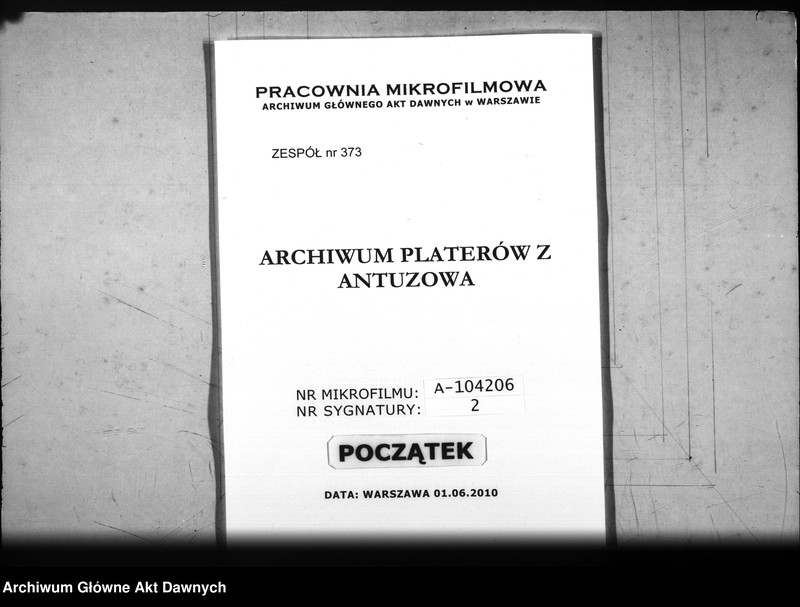 PRACOWNIA MIKROFILMOWA
ARCHIWUM GŁÓWNEGO AKT DAWNYCH w WARSZAWIE
ZESPÓŁ nr 373
ARCHIWUM PLATERÓW Z
ANTUZOWA
NR MIKROFILMU: A-104206
NR SYGNATURY: 2
POCZĄTEK
DATA: WARSZAWA 01.06.2010
Archiwum Główne Akt Dawnych